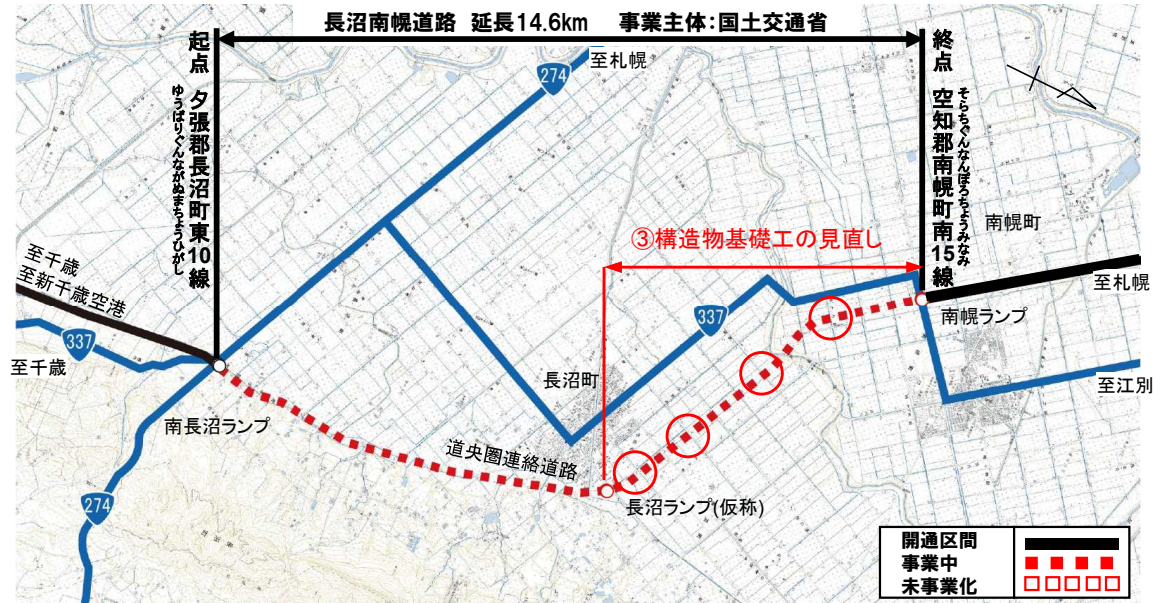 長沼南幌道路 延長14.6km 事業主体:国土交通省
起点 夕張郡長沼町東10線
ゆうばりぐんながぬまちょうひがし
終点 空知郡南幌町南15線
そらちぐんなんぽろちょうみなみ
274
至札幌
南幌町
③構造物基礎工の見直し
至千歳
至新千歳空港
至札幌
南幌ランプ
337
337
至千歳
長沼町
至江別
南長沼ランプ
道央圏連絡道路
長沼ランプ(仮称)
274
開通区間
事業中
未事業化